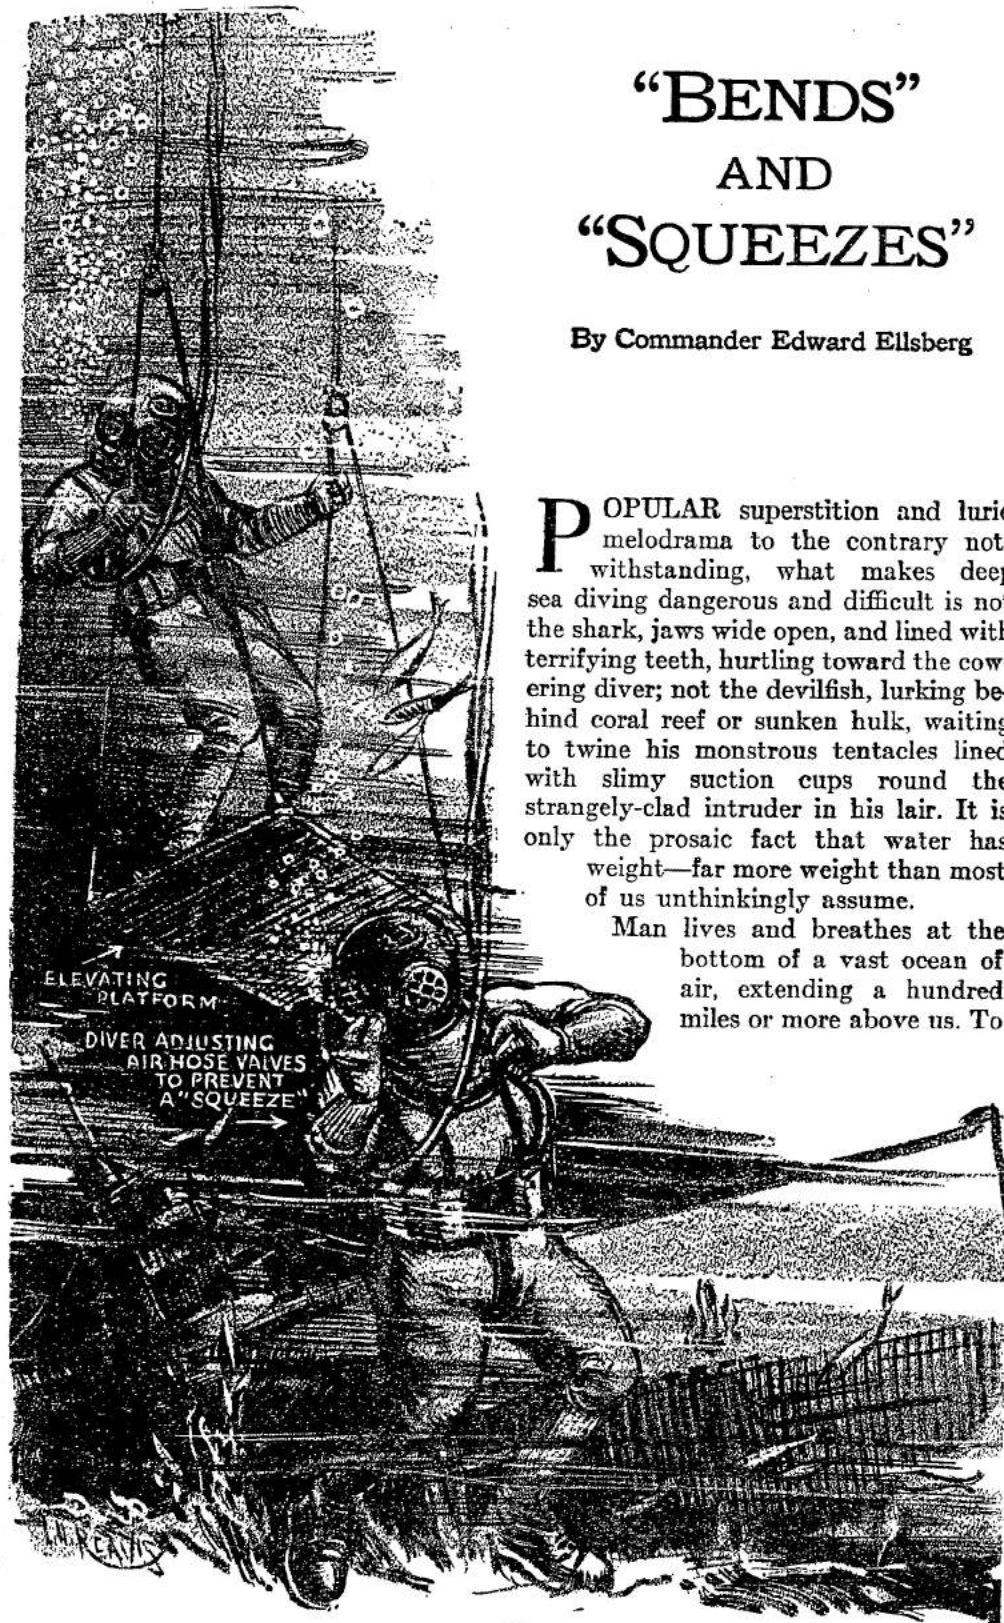 “BENDS”
AND
“SQUEEZES”
By Commander Edward Ellsberg
POPULAR superstition and luri
melodrama to the contrary not
withstanding, what makes dee
sea diving dangerous and difficult is no
the shark, jaws wide open, and lined with
terrifying teeth, hurtling toward the cow
ering diver; not the devilfish, lurking be-
hind coral reef or sunken hulk, waiting
to twine his monstrous tentacles lined
with slimy suction cups round the
strangely-clad intruder in his lair. It is
only the prosaic fact that water has
weight—far more weight than most
of us unthinkingly assume.
Man lives and breathes at the
bottom of a vast ocean of
air, extending a hundred
miles or more above us. To
ELEVATING
PLATFORM
DIVER ADJUSTING
AIR HOSE VALVES
TO PREVENT
A "SQUEEZE"